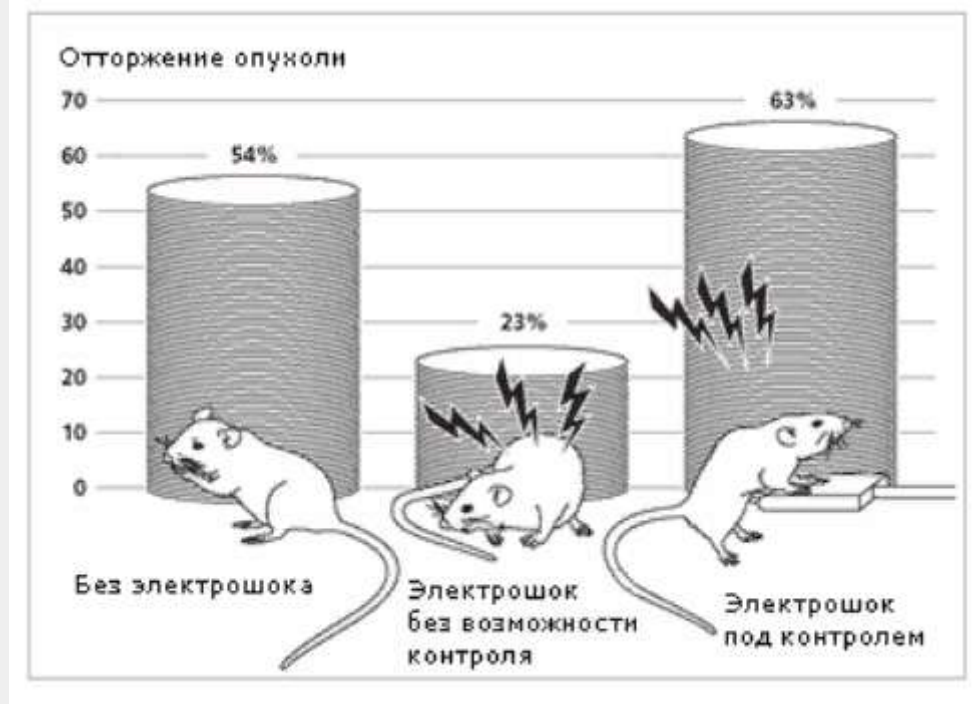 Отторжение опухоли
70
63%
60
54%
50
40
30
23%
20
10
0
Без электрошока
Электрошок
без возможности
контроля
Электрошок
под контролем